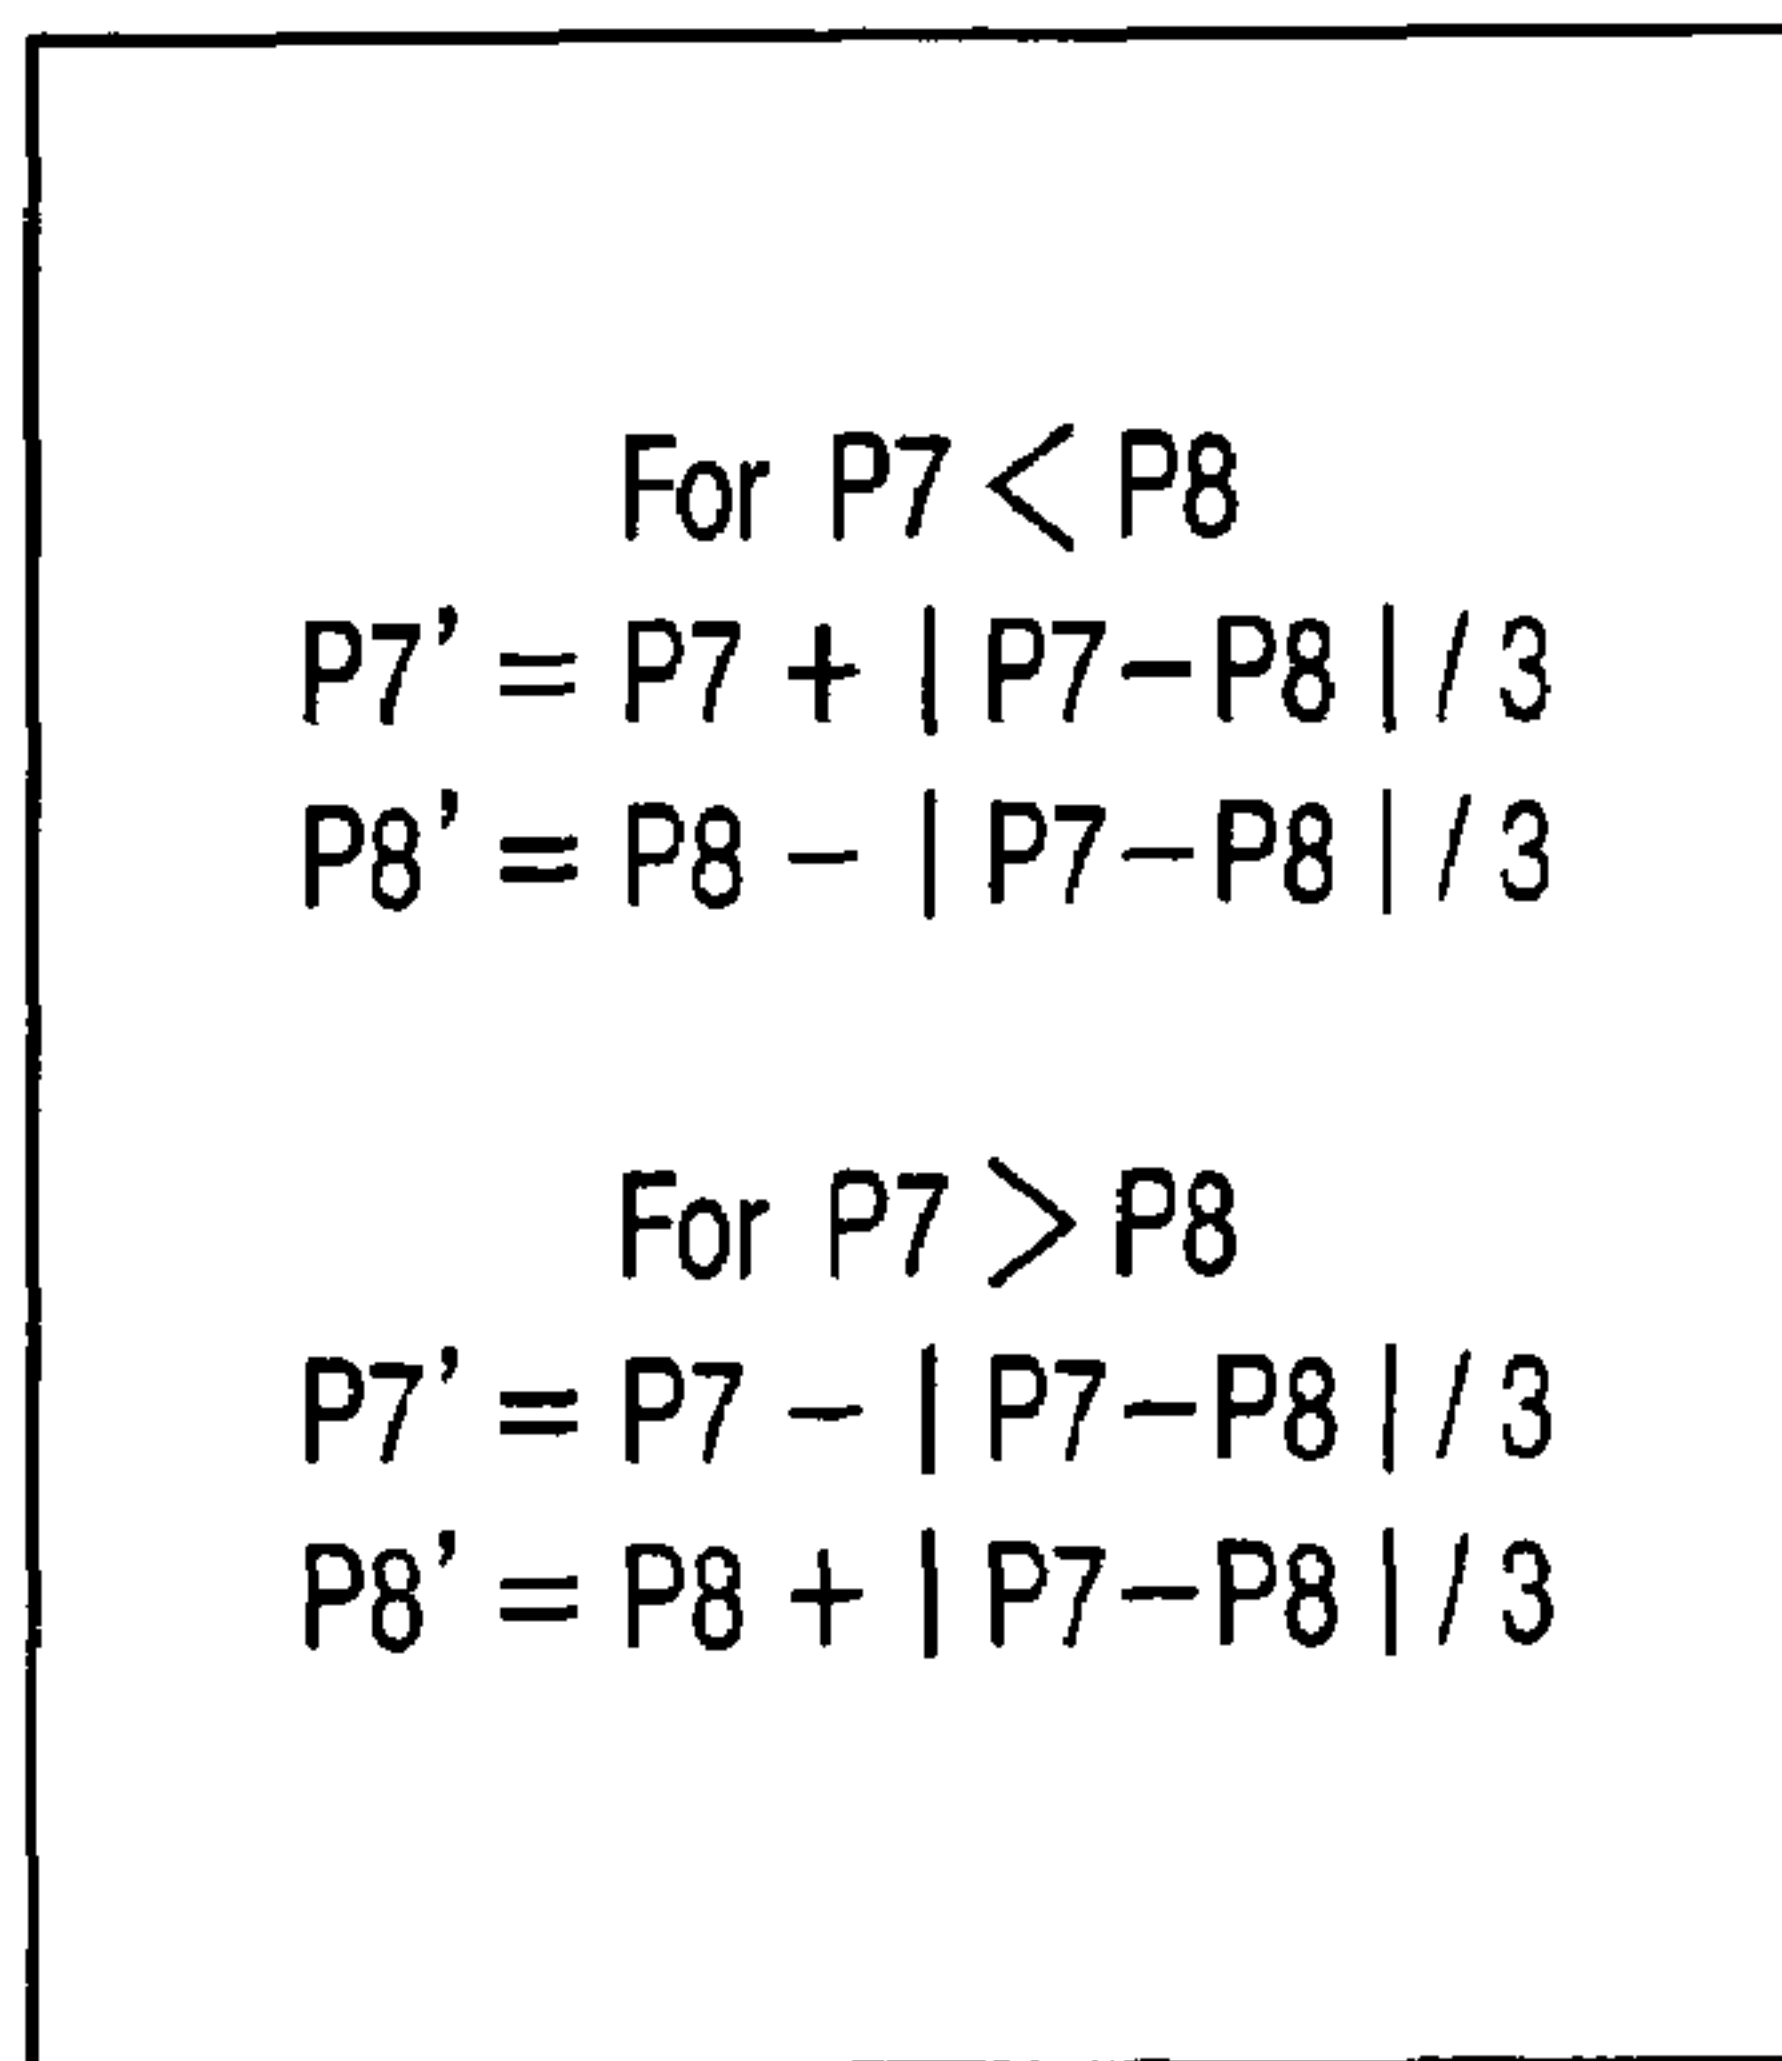 For P7 < P8
P7' = P7 + | P7-P8 | / 3
P8' = P8 - | P7-P8 | / 3
For P7 > P8
P7' = P7 - | P7-P8 | / 3
P8' = P8 + | P7-P8 | / 3